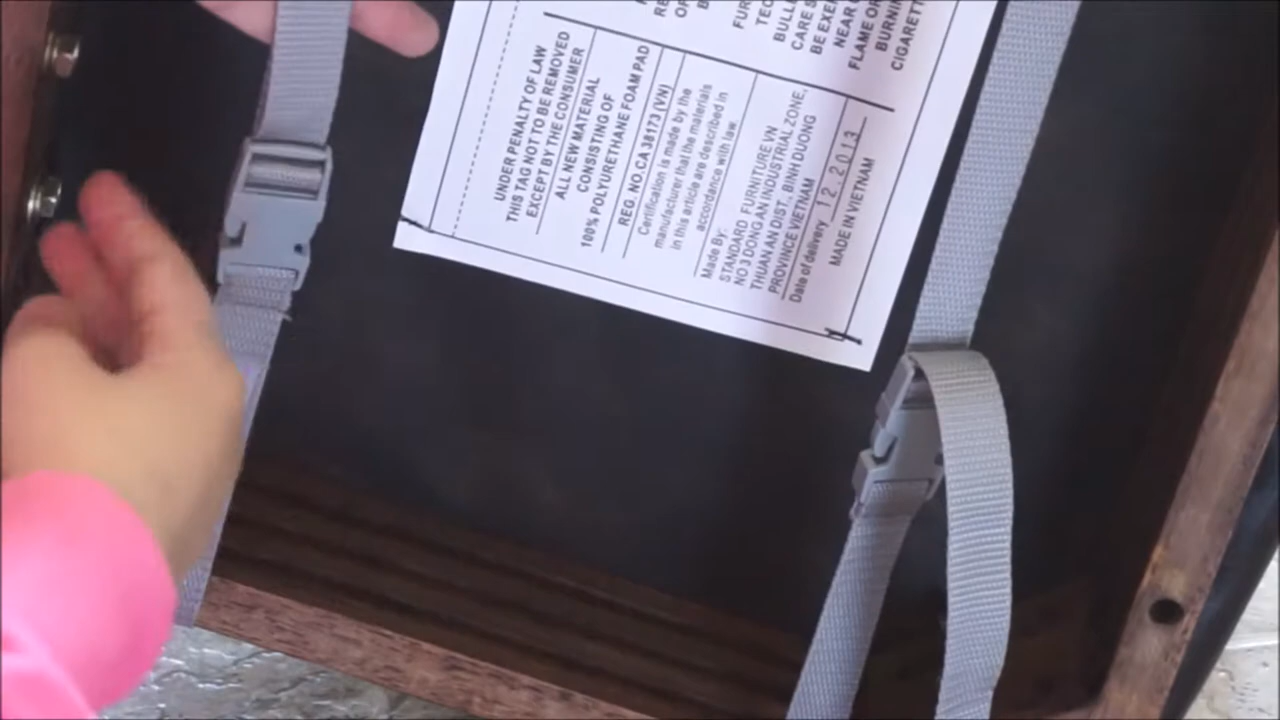 UNDER PENALTY OF LAW
THIS TAG NOT TO BE REMOVED
EXCEPT BY THE CONSUMER
ALL NEW MATERIAL
CONSISTING OF
100% POLYURETHANE FOAM PAD
REG. NO.CA 38173 (VN)
Certification is made by the
manufacturer that the materials
in this article are described in
accordance with law.
Made By:
STANDARD FURNITURE VN
NO 3 DONG AN INDUSTRIAL ZONE,
THUAN AN DIST., BINH DUONG
PROVINCE VIETNAM
Date of delivery 12 2013
MADE IN VIETNAM
CARE
BE EXE
NEAR
FLAME OR
BURNIN
CIGARETT